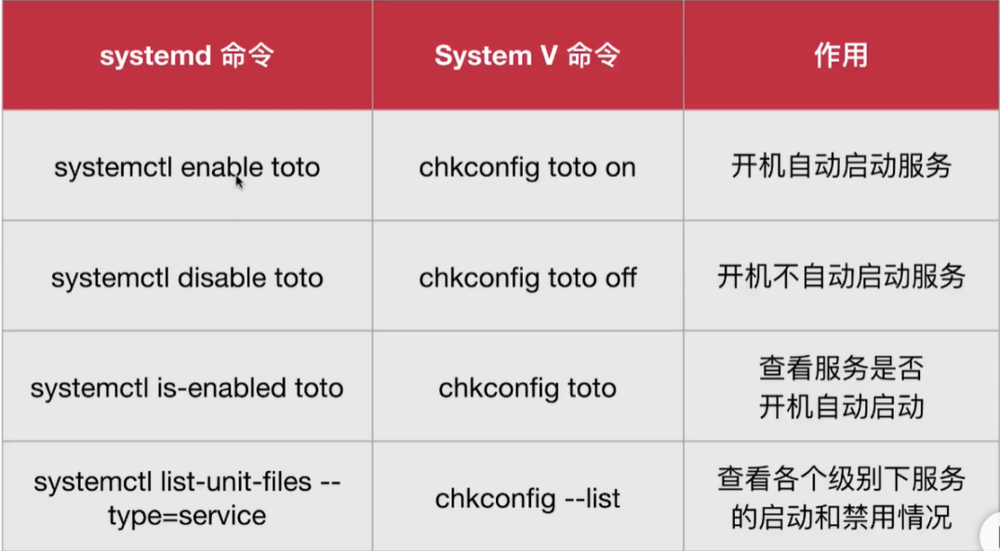 systemd 命令 System V 命令 作用
systemctl enable toto chkconfig toto on 开机自动启动服务
systemctl disable toto chkconfig toto off 开机不自动启动服务
systemctl is-enabled toto chkconfig toto 查看服务是否
开机自动启动
systemctl list-unit-files --
type=service
chkconfig --list
查看各个级别下服务
的启动和禁用情况